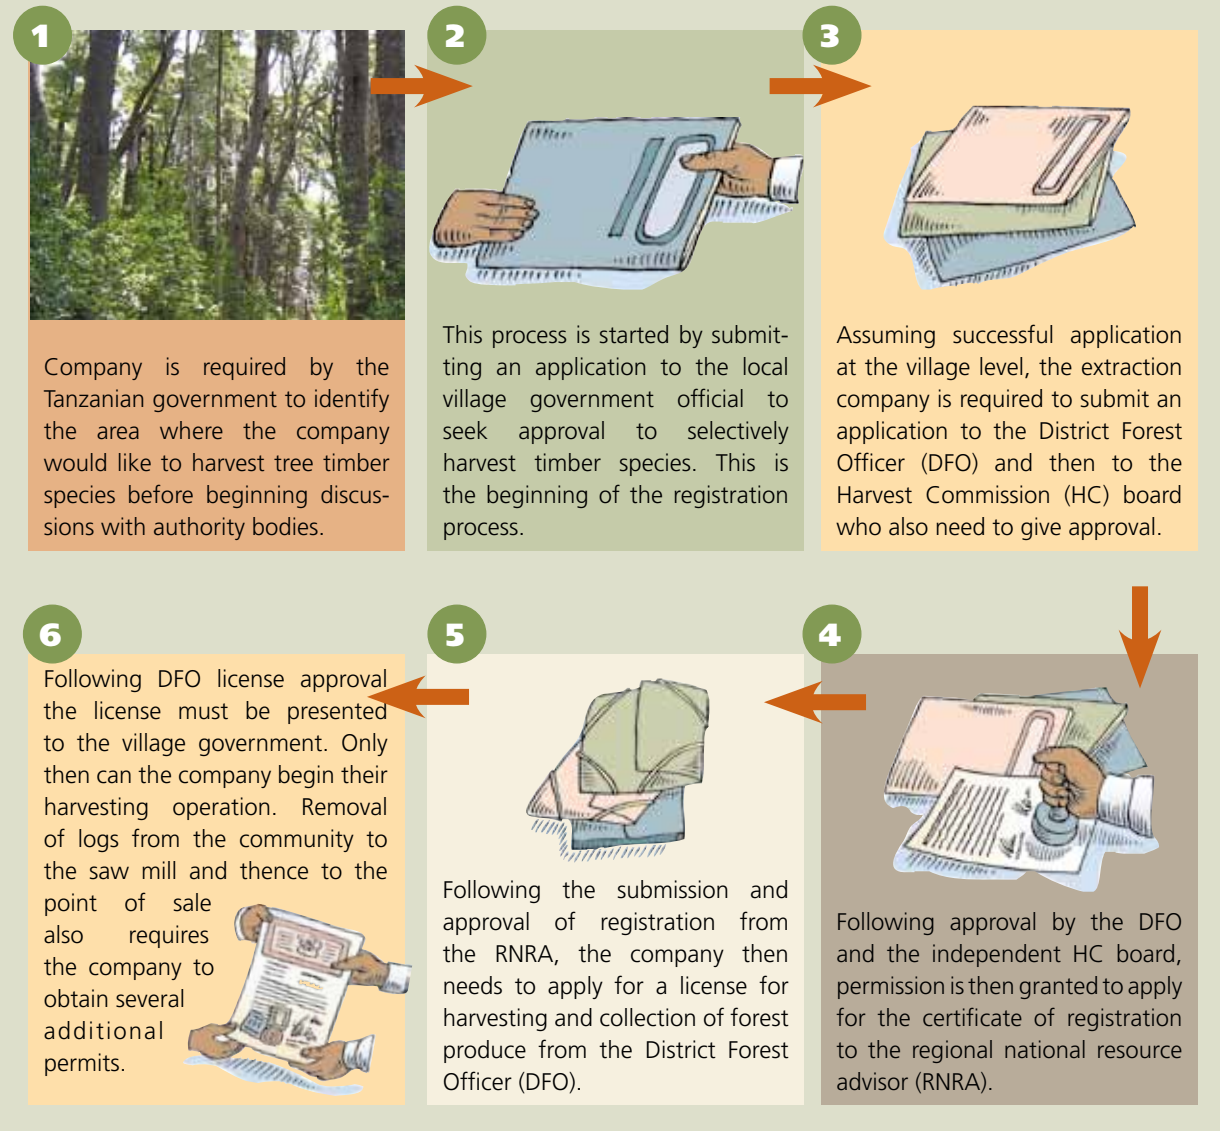 1
Company is required by the
Tanzanian government to identify
the area where the company
would like to harvest tree timber
species before beginning discus-
sions with authority bodies.
2
This process is started by submit-
ting an application to the local
village government official to
seek approval to selectively
harvest timber species. This is
the beginning of the registration
process.
3
Assuming successful application
at the village level, the extraction
company is required to submit an
application to the District Forest
Officer (DFO) and then to the
Harvest Commission (HC) board
who also need to give approval.
4
Following approval by the DFO
and the independent HC board,
permission is then granted to apply
for the certificate of registration
to the regional national resource
advisor (RNRA).
5
Following the submission and
approval of registration from
the RNRA, the company then
needs to apply for a license for
harvesting and collection of forest
produce from the District Forest
Officer (DFO).
6
Following DFO license approval
the license must be presented
to the village government. Only
then can the company begin their
harvesting operation. Removal
of logs from the community to
the saw mill and thence to the
point of sale
also requires
the company to
obtain several
additional
permits.